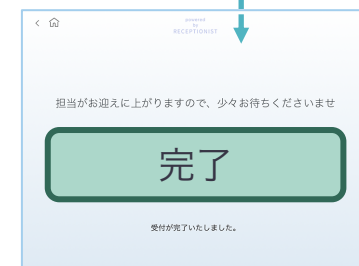 powered
by
RECEPTIONIST
担当がお迎えに上がりますので、少々お待ちくださいませ
完了
受付が完了いたしました。